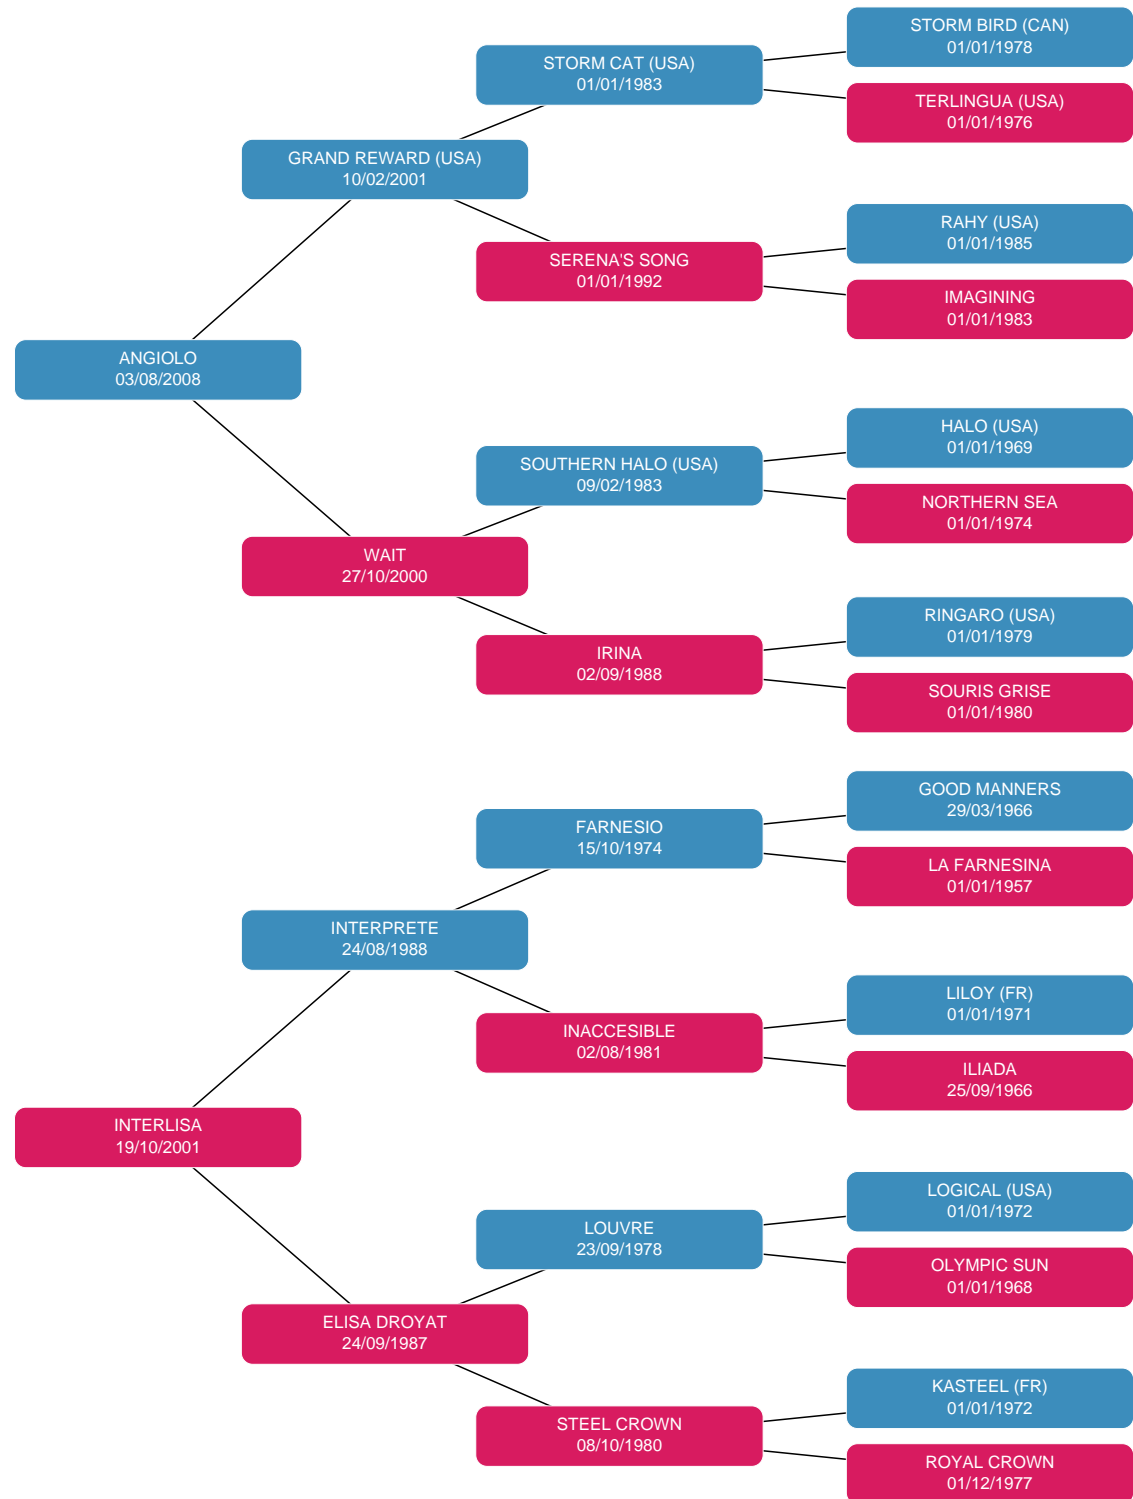 STORM BIRD (CAN)
01/01/1978
STORM CAT (USA)
01/01/1983
TERLINGUA (USA)
01/01/1976
GRAND REWARD (USA)
10/02/2001
RAHY (USA)
01/01/1985
SERENA'S SONG
01/01/1992
IMAGINING
01/01/1983
ANGIOLO
03/08/2008
HALO (USA)
01/01/1969
SOUTHERN HALO (USA)
09/02/1983
NORTHERN SEA
01/01/1974
WAIT
27/10/2000
RINGARO (USA)
01/01/1979
IRINA
02/09/1988
SOURIS GRISE
01/01/1980
GOOD MANNERS
29/03/1966
FARNESIO
15/10/1974
LA FARNESINA
01/01/1957
INTERPRETE
24/08/1988
LILOY (FR)
01/01/1971
INACCESIBLE
02/08/1981
ILIADA
25/09/1966
INTERLISA
19/10/2001
LOGICAL (USA)
01/01/1972
LOUVRE
23/09/1978
OLYMPIC SUN
01/01/1968
ELISA DROYAT
24/09/1987
KASTEEL (FR)
01/01/1972
STEEL CROWN
08/10/1980
ROYAL CROWN
01/12/1977